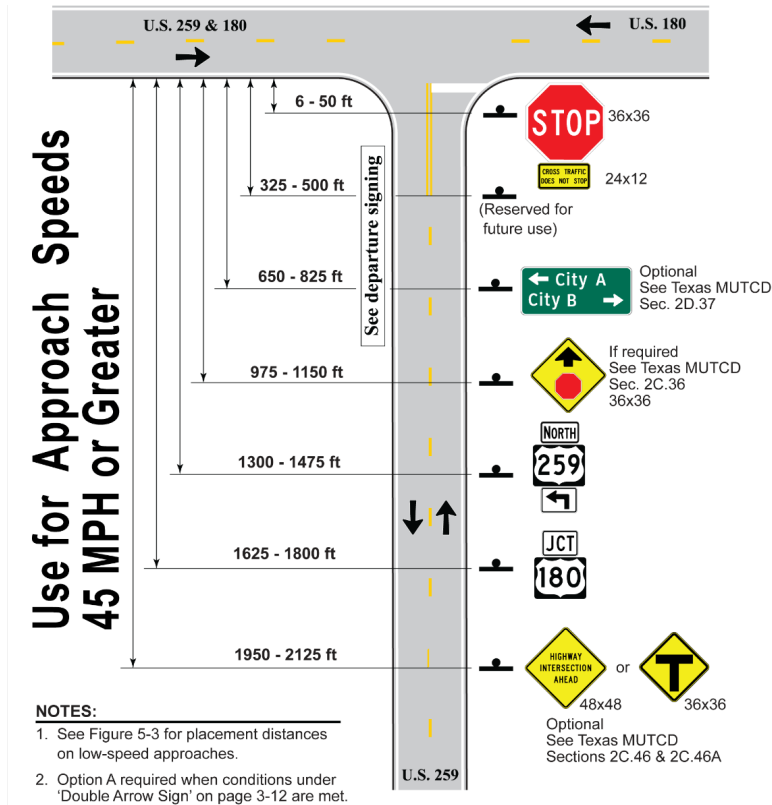 U.S. 259 & 180
U.S. 180
Use for Approach Speeds
45 MPH or Greater
6 - 50 ft
STOP
36x36
CROSS TRAFFIC
DOES NOT STOP
24x12
See departure signing
325 - 500 ft
(Reserved for
future use)
650 - 825 ft
← City A
City B →
Optional
See Texas MUTCD
Sec. 2D.37
975 - 1150 ft
If required
See Texas MUTCD
Sec. 2C.36
36x36
1300 - 1475 ft
NORTH
259
1625 - 1800 ft
JCT
180
1950 - 2125 ft
HIGHWAY
INTERSECTION
AHEAD
or
48x48
36x36
Optional
See Texas MUTCD
Sections 2C.46 & 2C.46A
U.S. 259
NOTES:
1. See Figure 5-3 for placement distances
on low-speed approaches.
2. Option A required when conditions under
‘Double Arrow Sign’ on page 3-12 are met.